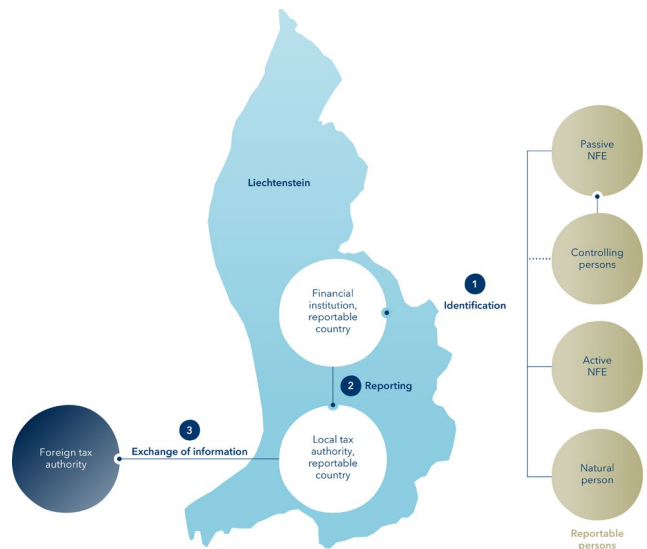 Liechtenstein
Passive
NFE
Controlling
persons
1
Identification
Financial
institution,
reportable
country
Active
NFE
2 Reporting
3
Exchange of information
Foreign tax
authority
Local tax
authority,
reportable
country
Natural
person
Reportable
persons